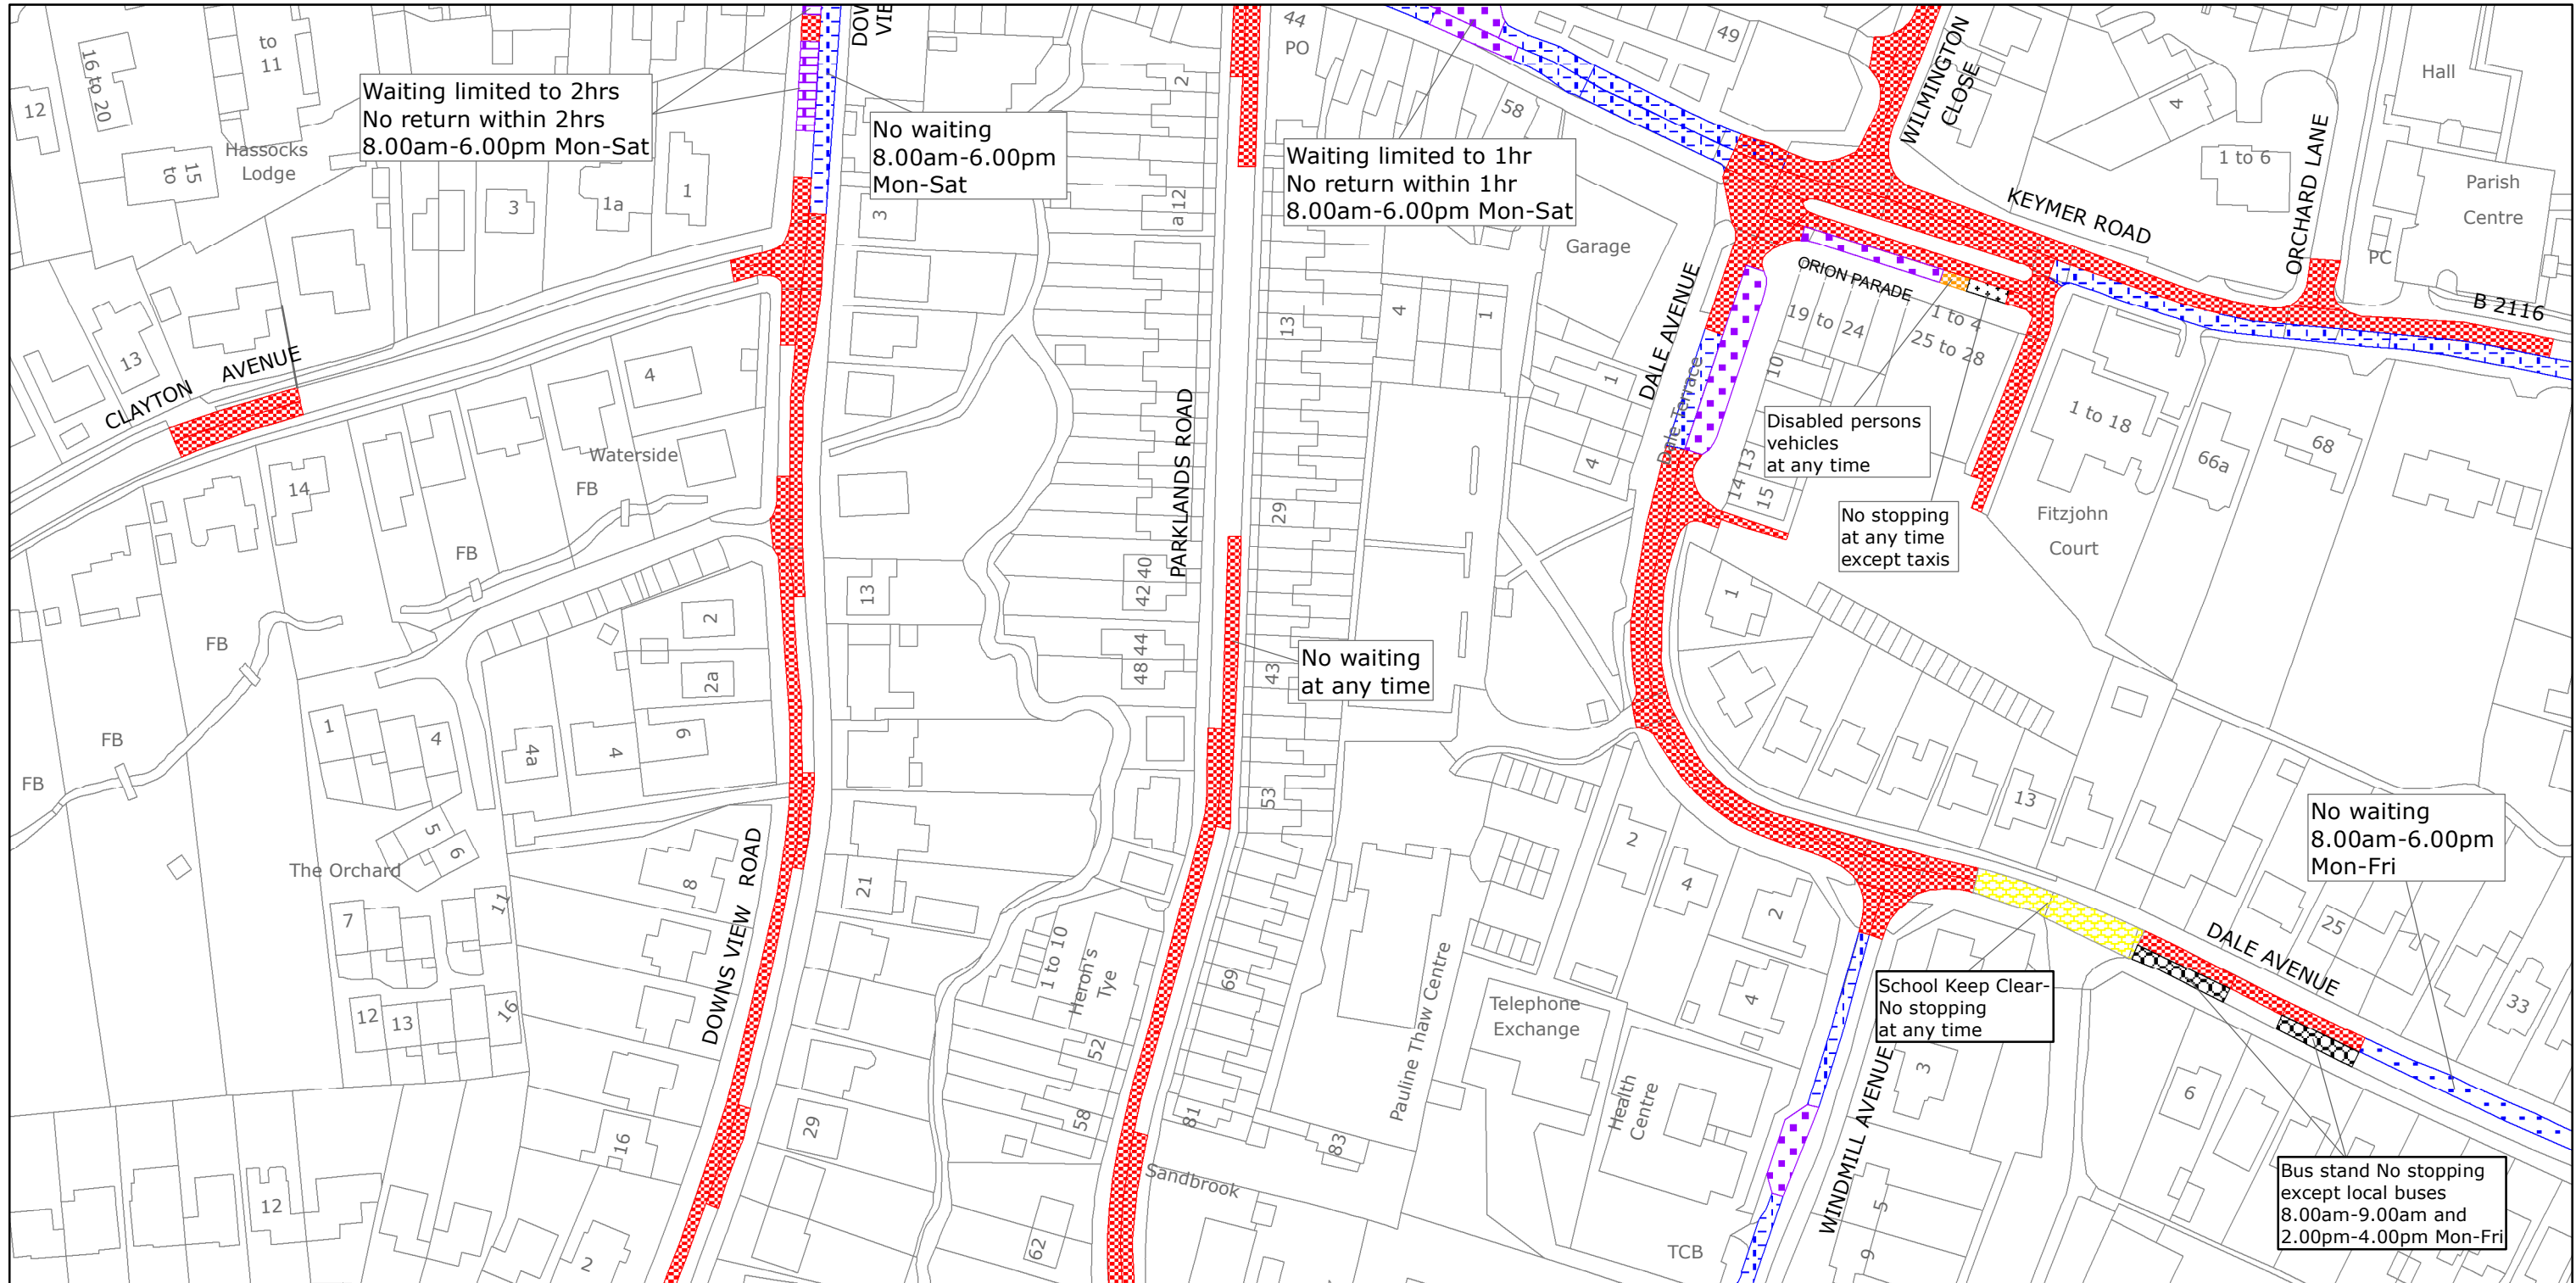 Waiting limited to 2hrs
No return within 2hrs
8.00am-6.00pm Mon-Sat
No waiting
8.00am-6.00pm
Mon-Sat
Waiting limited to 1hr
No return within 1hr
8.00am-6.00pm Mon-Sat
Disabled persons
vehicles
at any time
No stopping
at any time
except taxis
No waiting
at any time
No waiting
8.00am-6.00pm
Mon-Fri
School Keep Clear-
No stopping
at any time
Bus stand No stopping
except local buses
8.00am-9.00am and
2.00pm-4.00pm Mon-Fri
16 to 20
to
11
12
15
to
Hassocks
Lodge
3
1a
1
3
13
CLAYTON AVENUE
4
Waterside
14
FB
FB
FB
FB
FB
13
2
2a
6
4
4a
1
4
5
6
The Orchard
7
11
12
13
16
8
21
DOWNS VIEW ROAD
29
16
12
2
2
a 12
PARKLANDS ROAD
13
29
40
42
44
48
43
53
1 to 10
Heron's
Tye
52
58
69
81
83
62
Sandbrook
Pauline Thaw Centre
44
PO
58
49
Garage
4
1
1
4
DALE AVENUE
Dale Terrace
ORION PARADE
19 to 24
1 to 4
25 to 28
10
13
14
15
1
WILMINGTON
CLOSE
KEYMER ROAD
4
1 to 6
ORCHARD LANE
Hall
Parish
Centre
PC
B 2116
1 to 18
66a
68
Fitzjohn
Court
13
2
4
2
4
Telephone
Exchange
Health
Centre
TCB
WINDMILL AVENUE
3
5
9
DALE AVENUE
25
33
6